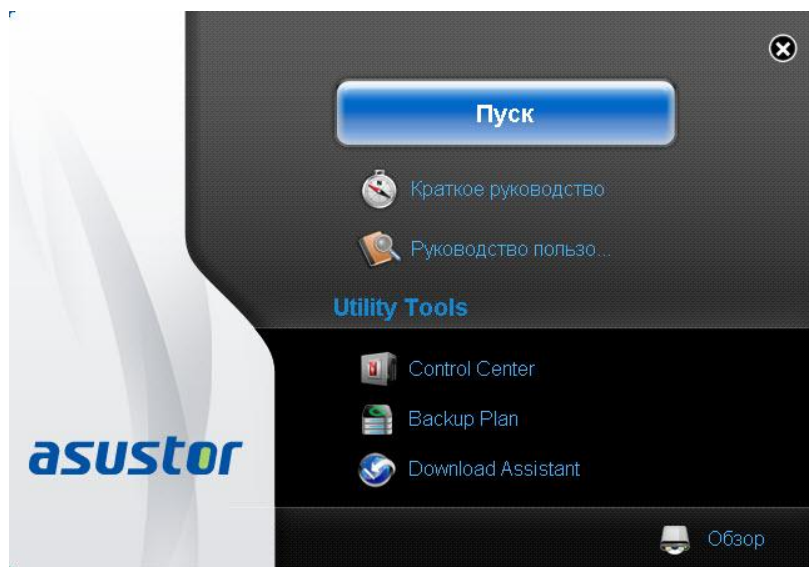 Пуск
Краткое руководство
Руководство пользо...
Utility Tools
Control Center
Backup Plan
Download Assistant
asustor
Обзор